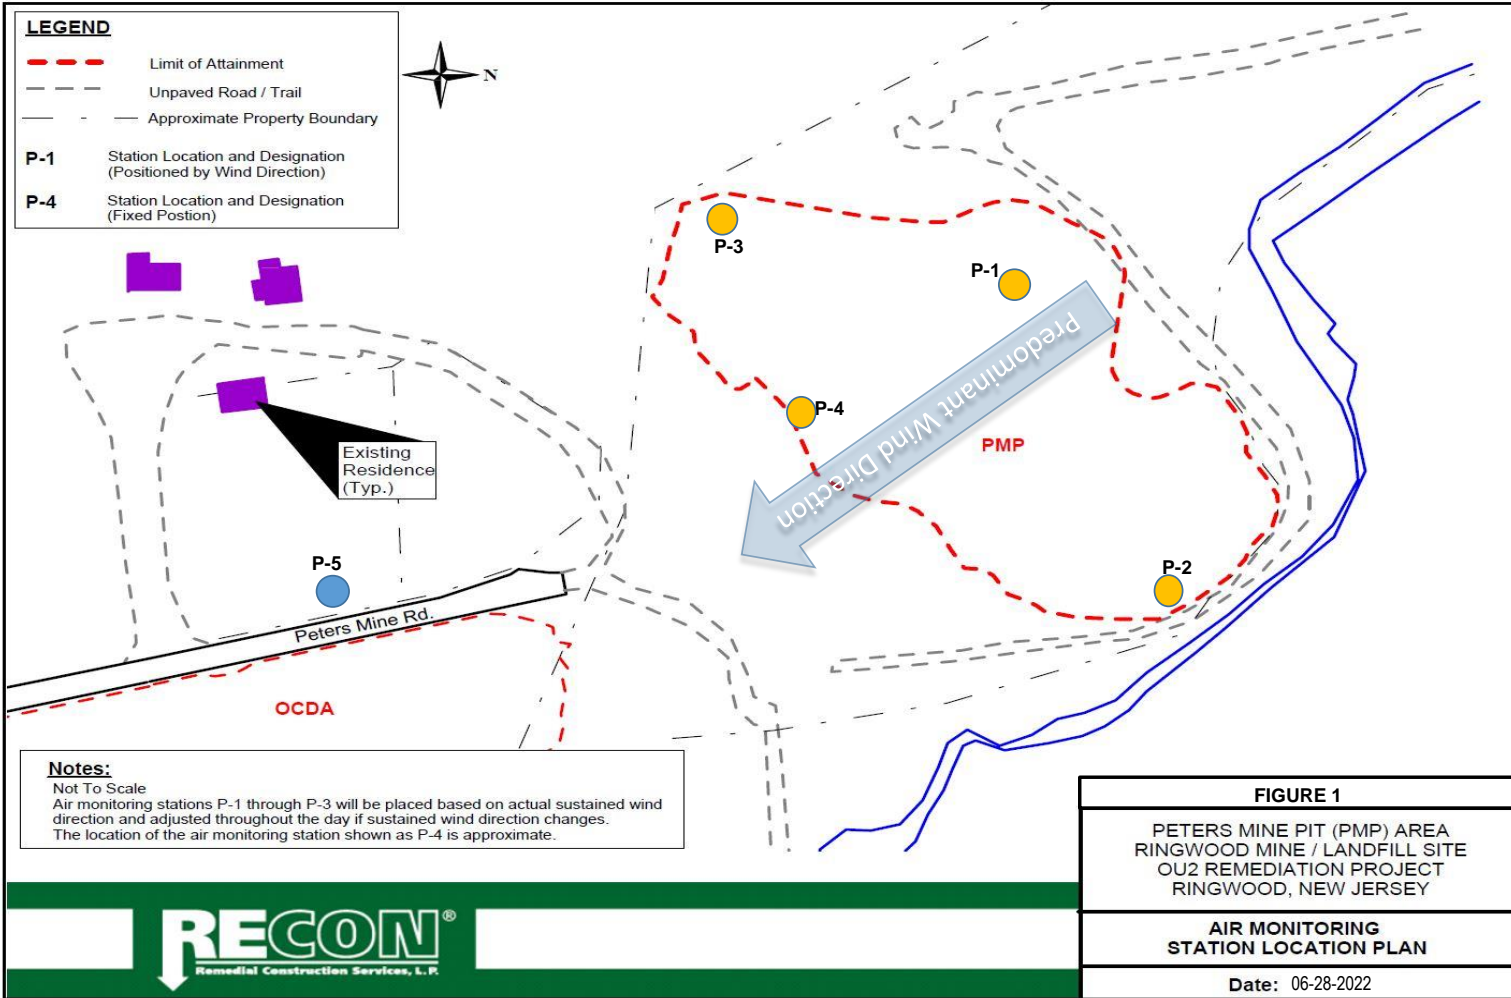 LEGEND
Limit of Attainment
Unpaved Road / Trail
Approximate Property Boundary
P-1 Station Location and Designation
(Positioned by Wind Direction)
P-4 Station Location and Designation
(Fixed Postion)
N
P-3
P-1
Predominant Wind Direction
P-4
PMP
Existing
Residence
(Typ.)
P-5
P-2
Peters Mine Rd.
OCDA
Notes:
Not To Scale
Air monitoring stations P-1 through P-3 will be placed based on actual sustained wind
direction and adjusted throughout the day if sustained wind direction changes.
The location of the air monitoring station shown as P-4 is approximate.
FIGURE 1
PETERS MINE PIT (PMP) AREA
RINGWOOD MINE / LANDFILL SITE
OU2 REMEDIATION PROJECT
RINGWOOD, NEW JERSEY
AIR MONITORING
STATION LOCATION PLAN
Date: 06-28-2022
RECON®
Remedial Construction Services, L.P.